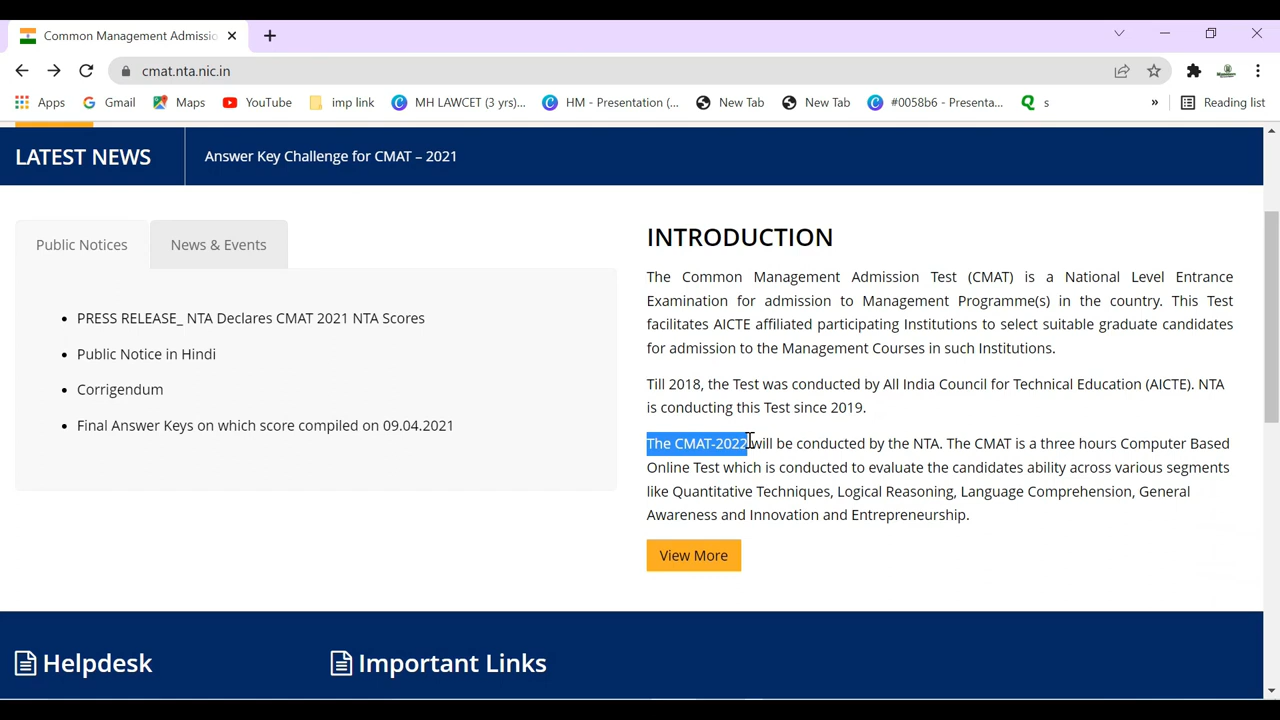 Common Management Admissio
cmat.nta.nic.in
Apps
Gmail
Maps
YouTube
imp link
MH LAWCET (3 yrs)...
HM - Presentation (...
New Tab
New Tab
#0058b6 - Presenta...
s
»
Reading list
LATEST NEWS
Answer Key Challenge for CMAT – 2021
Public Notices
News & Events
PRESS RELEASE_ NTA Declares CMAT 2021 NTA Scores
Public Notice in Hindi
Corrigendum
Final Answer Keys on which score compiled on 09.04.2021
INTRODUCTION
The Common Management Admission Test (CMAT) is a National Level Entrance
Examination for admission to Management Programme(s) in the country. This Test
facilitates AICTE affiliated participating Institutions to select suitable graduate candidates
for admission to the Management Courses in such Institutions.
Till 2018, the Test was conducted by All India Council for Technical Education (AICTE). NTA
is conducting this Test since 2019.
The CMAT-2022 will be conducted by the NTA. The CMAT is a three hours Computer Based
Online Test which is conducted to evaluate the candidates ability across various segments
like Quantitative Techniques, Logical Reasoning, Language Comprehension, General
Awareness and Innovation and Entrepreneurship.
View More
Helpdesk
Important Links